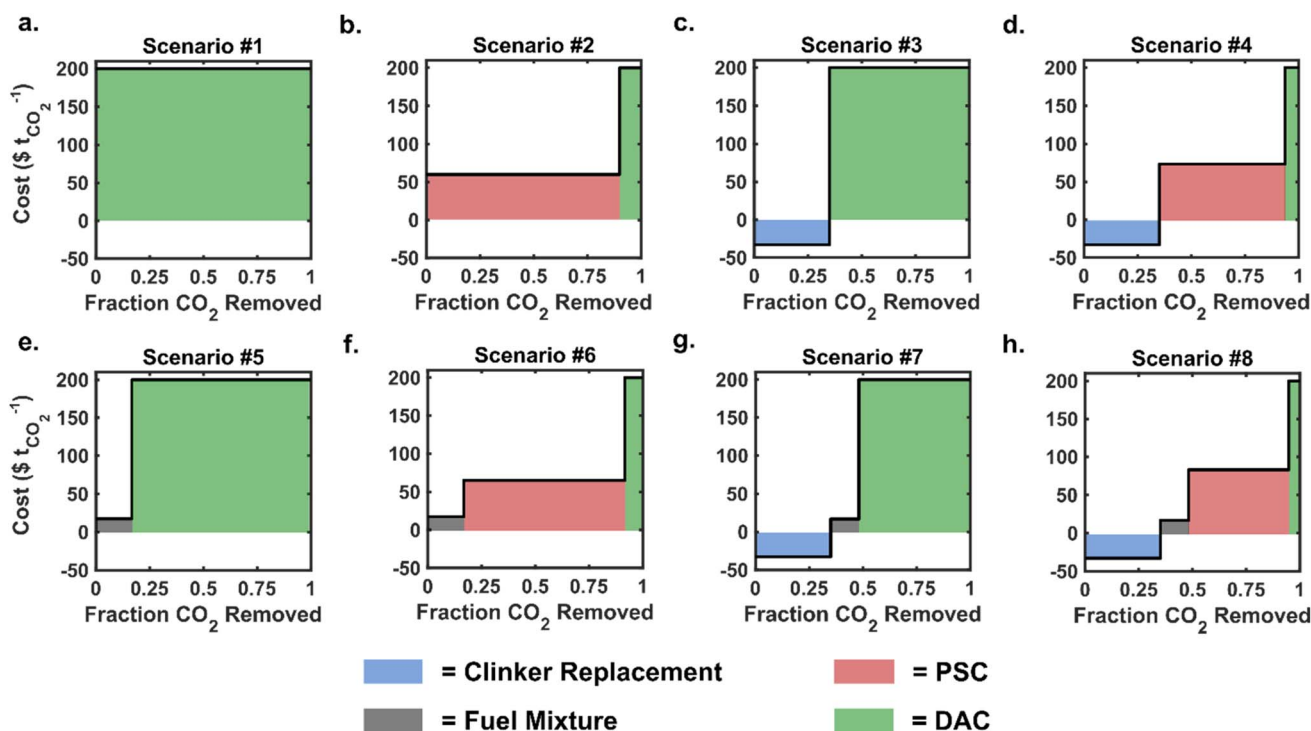 a.
Scenario #1
200
150
100
50
0
-50
0 0.25 0.5 0.75 1
Cost ($ t_CO₂⁻¹)
Fraction CO₂ Removed
b.
Scenario #2
200
150
100
50
0
-50
0 0.25 0.5 0.75 1
Fraction CO₂ Removed
c.
Scenario #3
200
150
100
50
0
-50
0 0.25 0.5 0.75 1
Fraction CO₂ Removed
d.
Scenario #4
200
150
100
50
0
-50
0 0.25 0.5 0.75 1
Fraction CO₂ Removed
e.
Scenario #5
200
150
100
50
0
-50
0 0.25 0.5 0.75 1
Cost ($ t_CO₂⁻¹)
Fraction CO₂ Removed
f.
Scenario #6
200
150
100
50
0
-50
0 0.25 0.5 0.75 1
Fraction CO₂ Removed
g.
Scenario #7
200
150
100
50
0
-50
0 0.25 0.5 0.75 1
Fraction CO₂ Removed
h.
Scenario #8
200
150
100
50
0
-50
0 0.25 0.5 0.75 1
Fraction CO₂ Removed
= Clinker Replacement
= PSC
= Fuel Mixture
= DAC